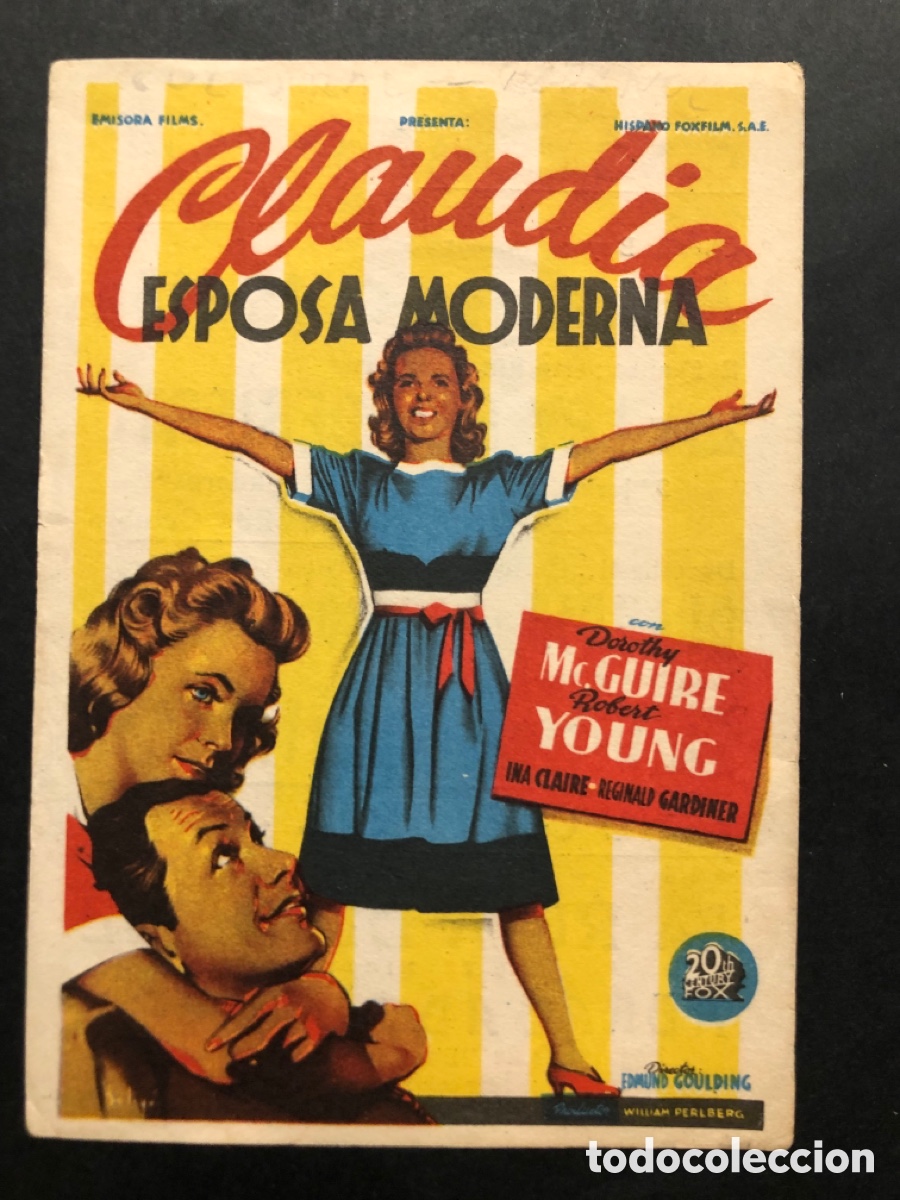 EMISORA FILMS. PRESENTA: HISPANO FOXFILM. S.A.E.
Claudia
ESPOSA MODERNA
con
Dorothy
McGUIRE
Robert
YOUNG
INA CLAIRE - REGINALD GARDINER
20th
CENTURY
FOX
Director:
EDMUND GOULDING
Productor WILLIAM PERLBERG
todocoleccion